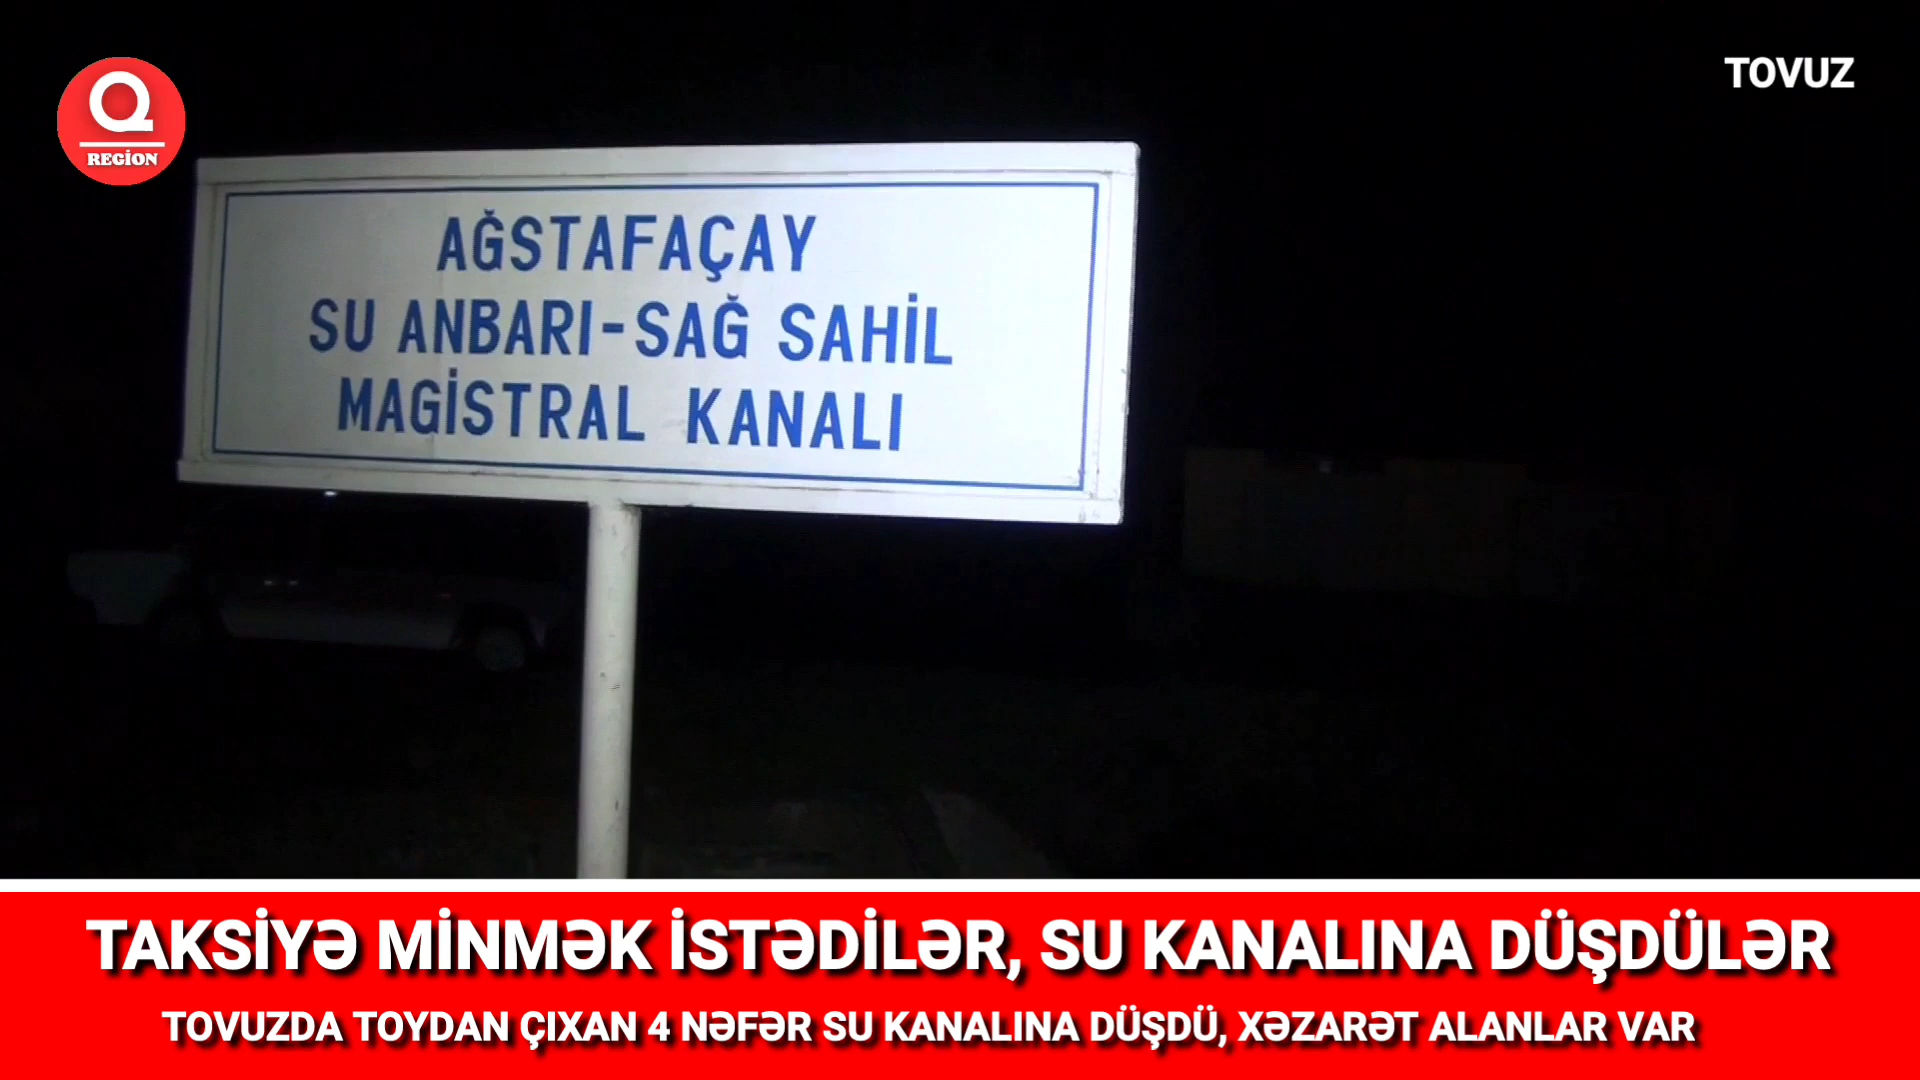 Q
REGİON
TOVUZ
AĞSTAFAÇAY
SU ANBARI-SAĞ SAHİL
MAGİSTRAL KANALI
TAKSİYƏ MİNMƏK İSTƏDİLƏR, SU KANALINA DÜŞDÜLƏR
TOVUZDA TOYDAN ÇIXAN 4 NƏFƏR SU KANALINA DÜŞDÜ, XƏZARƏT ALANLAR VAR